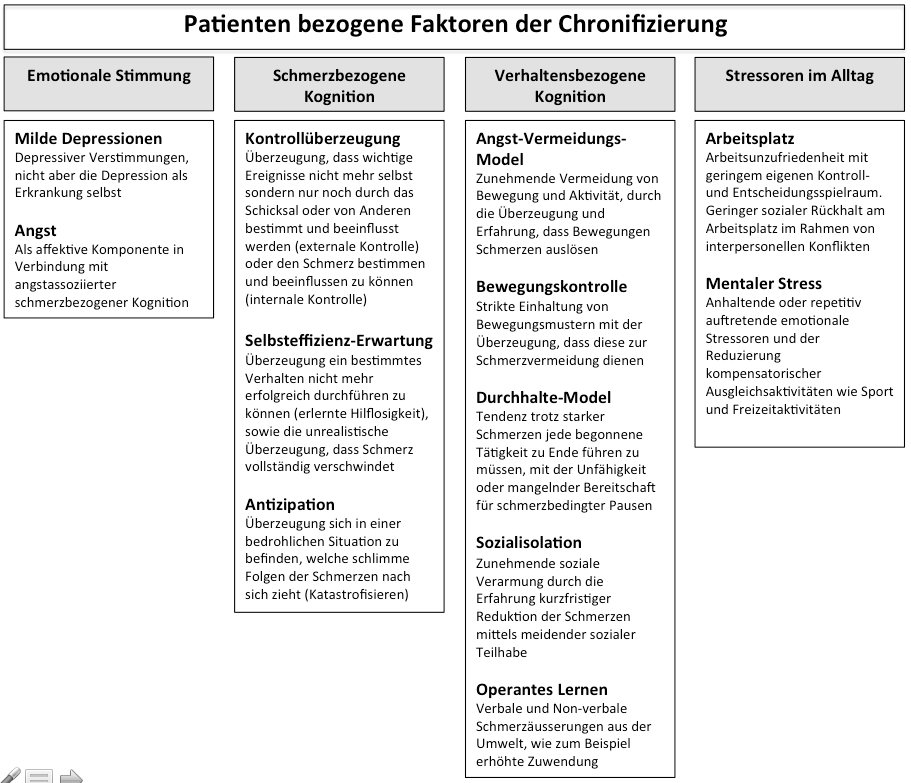 Patienten bezogene Faktoren der Chronifizierung
Emotionale Stimmung
Milde Depressionen
Depressiver Verstimmungen,
nicht aber die Depression als
Erkrankung selbst
Angst
Als affektive Komponente in
Verbindung mit
angstassoziierter
schmerzbezogener Kognition
Schmerzbezogene
Kognition
Kontrollüberzeugung
Überzeugung, dass wichtige
Ereignisse nicht mehr selbst
sondern nur noch durch das
Schicksal oder von Anderen
bestimmt und beeinflusst
werden (externale Kontrolle)
oder den Schmerz bestimmen
und beeinflussen zu können
(internale Kontrolle)
Selbsteffizienz-Erwartung
Überzeugung ein bestimmtes
Verhalten nicht mehr
erfolgreich durchführen zu
können (erlernte Hilflosigkeit),
sowie die unrealistische
Überzeugung, dass Schmerz
vollständig verschwindet
Antizipation
Überzeugung sich in einer
bedrohlichen Situation zu
befinden, welche schlimme
Folgen der Schmerzen nach
sich zieht (Katastrofisieren)
Verhaltensbezogene
Kognition
Angst-Vermeidungs-
Model
Zunehmende Vermeidung von
Bewegung und Aktivität, durch
die Überzeugung und
Erfahrung, dass Bewegungen
Schmerzen auslösen
Bewegungskontrolle
Strikte Einhaltung von
Bewegungsmustern mit der
Überzeugung, dass diese zur
Schmerzvermeidung dienen
Durchhalte-Model
Tendenz trotz starker
Schmerzen jede begonnene
Tätigkeit zu Ende führen zu
müssen, mit der Unfähigkeit
oder mangelnder Bereitschaft
für schmerzbedingter Pausen
Sozialisolation
Zunehmende soziale
Verarmung durch die
Erfahrung kurzfristiger
Reduktion der Schmerzen
mittels meidender sozialer
Teilhabe
Operantes Lernen
Verbale und Non-verbale
Schmerzäusserungen aus der
Umwelt, wie zum Beispiel
erhöhte Zuwendung
Stressoren im Alltag
Arbeitsplatz
Arbeitsunzufriedenheit mit
geringem eigenen Kontroll-
und Entscheidungsspielraum.
Geringer sozialer Rückhalt am
Arbeitsplatz im Rahmen von
interpersonellen Konflikten
Mentaler Stress
Anhaltende oder repetitiv
auftretende emotionale
Stressoren und der
Reduzierung
kompensatorischer
Ausgleichsaktivitäten wie Sport
und Freizeitaktivitäten